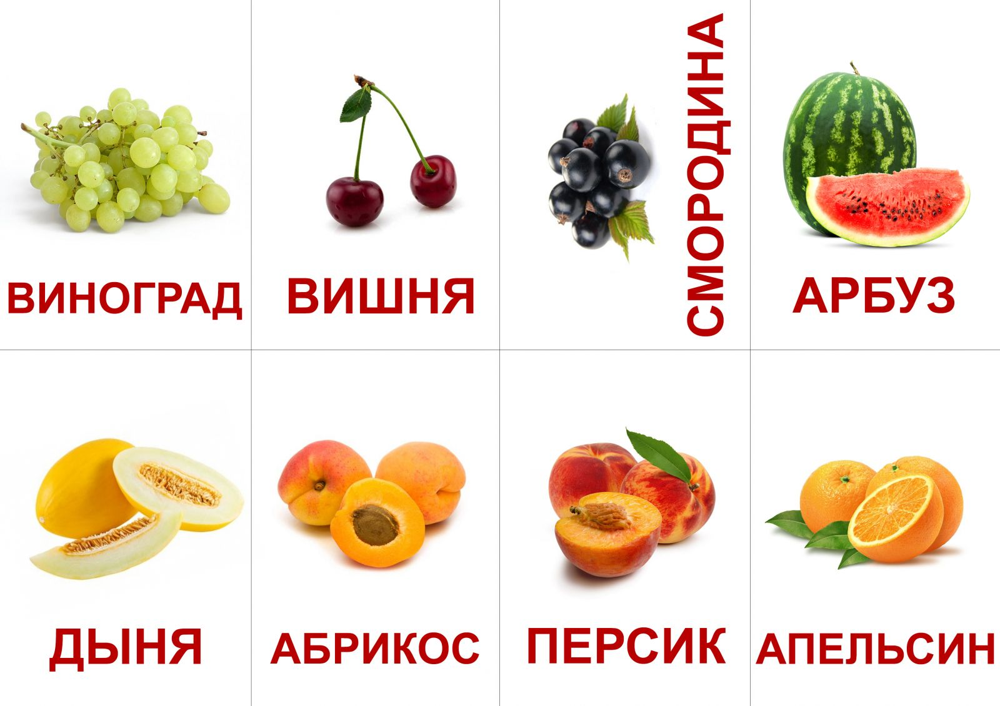 ВИНОГРАД
ВИШНЯ
СМОРОДИНА
АРБУЗ
ДЫНЯ
АБРИКОС
ПЕРСИК
АПЕЛЬСИН